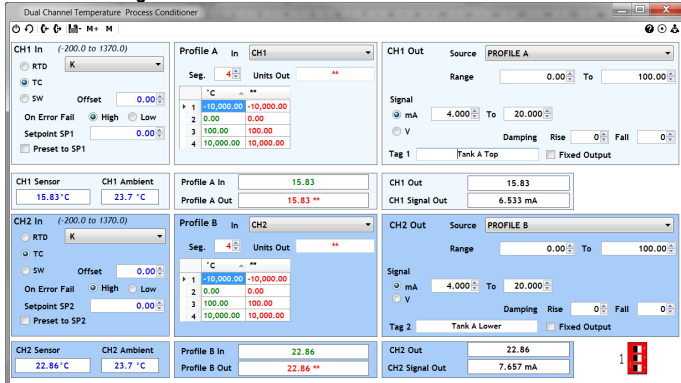 Dual Channel Temperature Process Conditioner
M+ M
CH1 In (-200.0 to 1370.0)
RTD K
TC
SW Offset 0.00
On Error Fail High Low
Setpoint SP1 0.00
Preset to SP1
Profile A In CH1
Seg. 4 Units Out **
°C **
1 -10,000.00 -10,000.00
2 0.00 0.00
3 100.00 100.00
4 10,000.00 10,000.00
CH1 Out Source PROFILE A
Range 0.00 To 100.00
Signal
mA 4.000 To 20.000
V
Damping Rise 0 Fall 0
Tag 1 Tank A Top Fixed Output
CH1 Sensor CH1 Ambient
15.83°C 23.7 °C
Profile A In 15.83
Profile A Out 15.83 **
CH1 Out 15.83
CH1 Signal Out 6.533 mA
CH2 In (-200.0 to 1370.0)
RTD K
TC
SW Offset 0.00
On Error Fail High Low
Setpoint SP2 0.00
Preset to SP2
Profile B In CH2
Seg. 4 Units Out **
°C **
1 -10,000.00 -10,000.00
2 0.00 0.00
3 100.00 100.00
4 10,000.00 10,000.00
CH2 Out Source PROFILE B
Range 0.00 To 100.00
Signal
mA 4.000 To 20.000
V
Damping Rise 0 Fall 0
Tag 2 Tank A Lower Fixed Output
CH2 Sensor CH2 Ambient
22.86°C 23.7 °C
Profile B In 22.86
Profile B Out 22.86 **
CH2 Out 22.86
CH2 Signal Out 7.657 mA
1